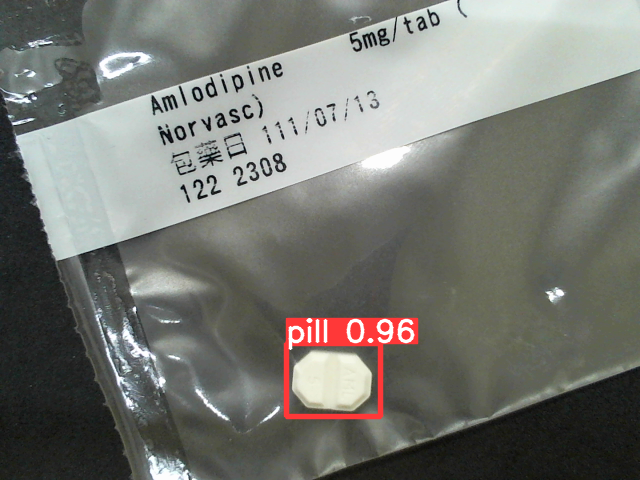 Amlodipine 5mg/tab (
Norvasc)
包藥日 111/07/13
122 2308
pill 0.96